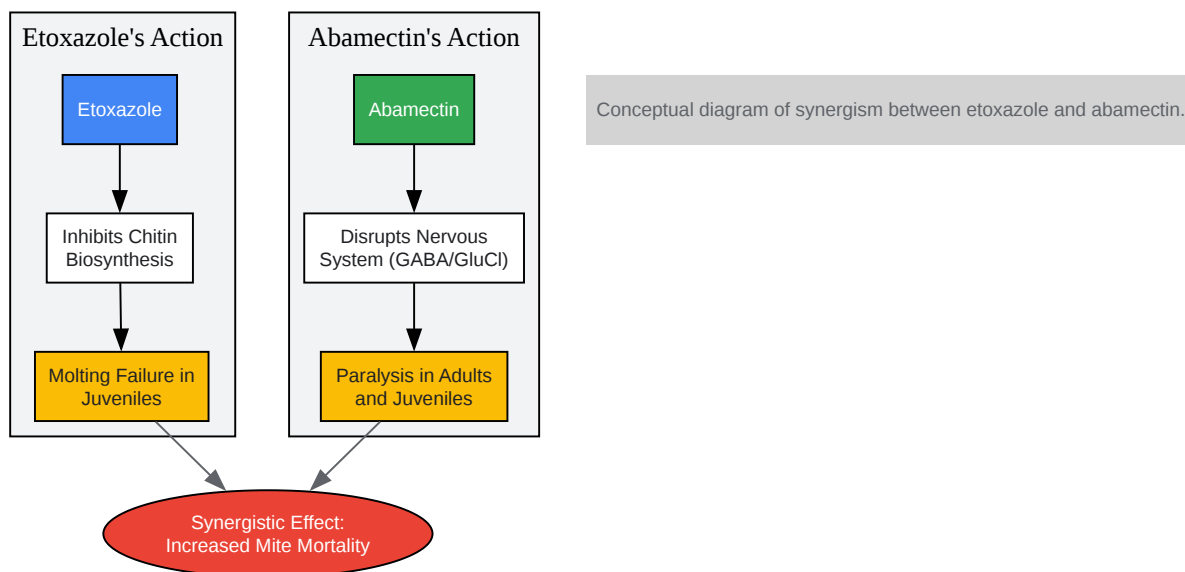 Etoxazole's Action
Etoxazole
Inhibits Chitin
Biosynthesis
Molting Failure in
Juveniles
Abamectin's Action
Abamectin
Disrupts Nervous
System (GABA/GluCl)
Paralysis in Adults
and Juveniles
Synergistic Effect:
Increased Mite Mortality
Conceptual diagram of synergism between etoxazole and abamectin.